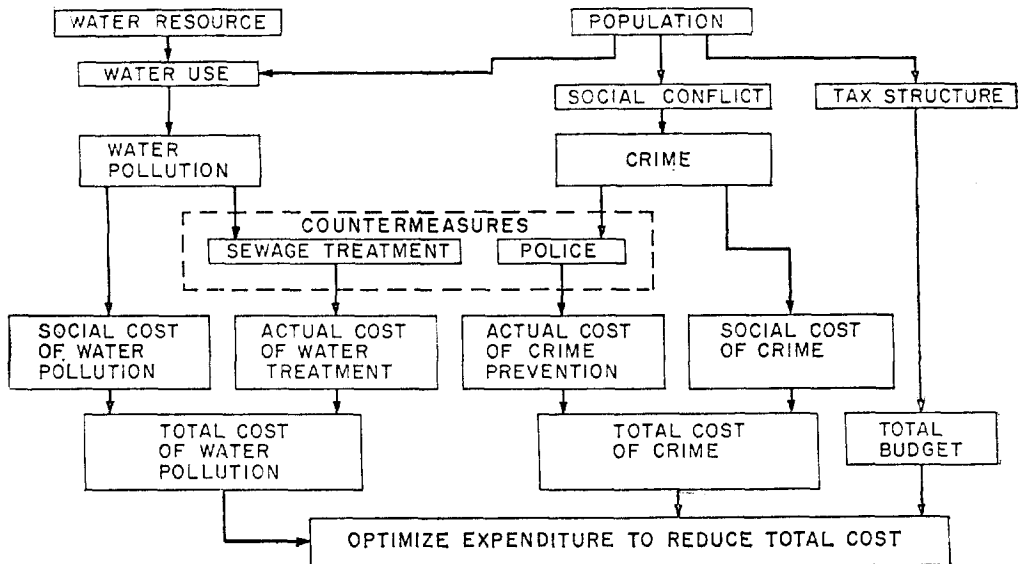 WATER RESOURCE
POPULATION
WATER USE
SOCIAL CONFLICT
TAX STRUCTURE
WATER
POLLUTION
CRIME
COUNTERMEASURES
SEWAGE TREATMENT
POLICE
SOCIAL COST
OF WATER
POLLUTION
ACTUAL COST
OF WATER
TREATMENT
ACTUAL COST
OF CRIME
PREVENTION
SOCIAL COST
OF CRIME
TOTAL COST
OF WATER
POLLUTION
TOTAL COST
OF CRIME
TOTAL
BUDGET
OPTIMIZE EXPENDITURE TO REDUCE TOTAL COST